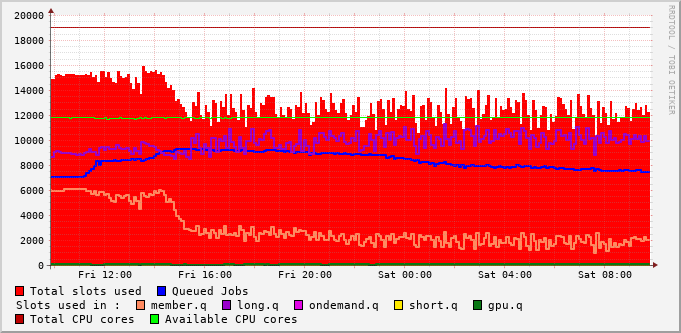 20000
18000
16000
14000
12000
10000
8000
6000
4000
2000
0
Fri 12:00 Fri 16:00 Fri 20:00 Sat 00:00 Sat 04:00 Sat 08:00
RRDTOOL / TOBI OETIKER
Total slots used Queued Jobs
Slots used in : member.q long.q ondemand.q short.q gpu.q
Total CPU cores Available CPU cores